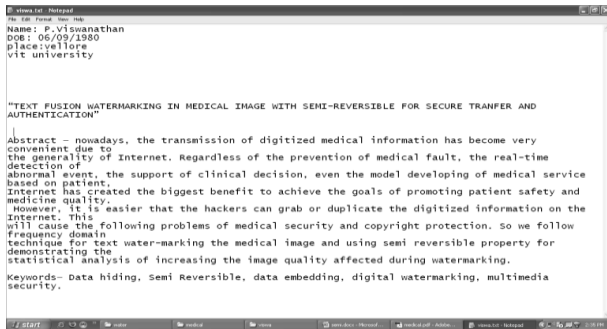 viswa.txt - Notepad
File Edit Format View Help
Name: P.Viswanathan
DOB: 06/09/1980
place:vellore
vit university
"TEXT FUSION WATERMARKING IN MEDICAL IMAGE WITH SEMI-REVERSIBLE FOR SECURE TRANFER AND
AUTHENTICATION"
Abstract – nowadays, the transmission of digitized medical information has become very
convenient due to
the generality of Internet. Regardless of the prevention of medical fault, the real-time
detection of
abnormal event, the support of clinical decision, even the model developing of medical service
based on patient,
Internet has created the biggest benefit to achieve the goals of promoting patient safety and
medicine quality.
However, it is easier that the hackers can grab or duplicate the digitized information on the
Internet. This
will cause the following problems of medical security and copyright protection. So we follow
frequency domain
technique for text water-marking the medical image and using semi reversible property for
demonstrating the
statistical analysis of increasing the image quality affected during watermarking.
Keywords– Data hiding, Semi Reversible, data embedding, digital watermarking, multimedia
security.
start water medical viswa semi.docx - Microsof... medical.pdf - Adobe... viswa.txt - Notepad